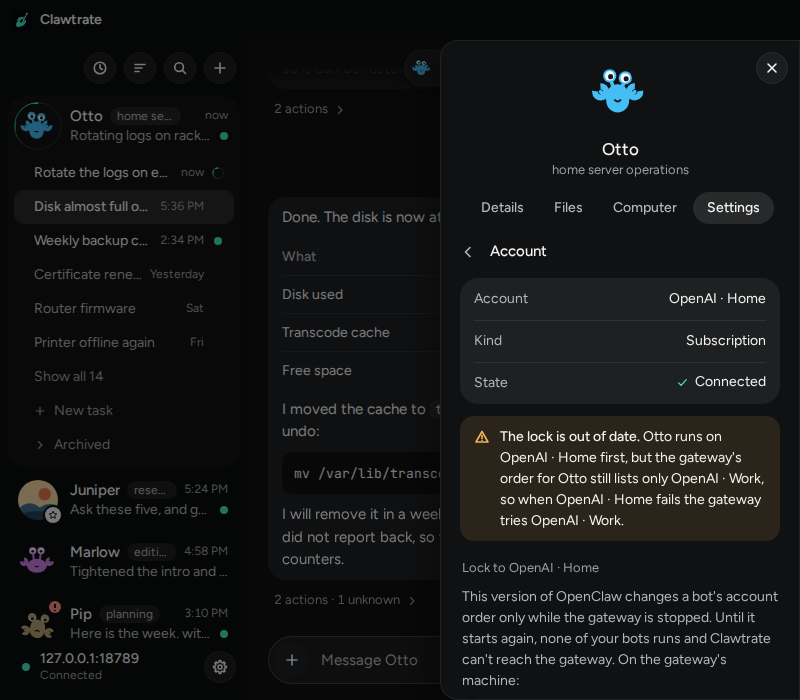 Clawtrate
Otto home se... now
Rotating logs on rack...
Rotate the logs on e... now
Disk almost full o... 5:36 PM
Weekly backup c... 2:34 PM
Certificate rene... Yesterday
Router firmware Sat
Printer offline again Fri
Show all 14
+ New task
Archived
Juniper rese... 5:24 PM
Ask these five, and g...
Marlow editi... 4:58 PM
Tightened the intro and ...
Pip planning 3:10 PM
Here is the week. wit...
127.0.0.1:18789
Connected
2 actions
Done. The disk is now at
What
Disk used
Transcode cache
Free space
I moved the cache to
undo:
mv /var/lib/transc
I will remove it in a week
did not report back, so
counters.
2 actions · 1 unknown
Message Otto
Otto
home server operations
Details Files Computer Settings
Account
Account OpenAI · Home
Kind Subscription
State Connected
The lock is out of date. Otto runs on
OpenAI · Home first, but the gateway's
order for Otto still lists only OpenAI · Work,
so when OpenAI · Home fails the gateway
tries OpenAI · Work.
Lock to OpenAI · Home
This version of OpenClaw changes a bot's account
order only while the gateway is stopped. Until it
starts again, none of your bots runs and Clawtrate
can't reach the gateway. On the gateway's
machine: